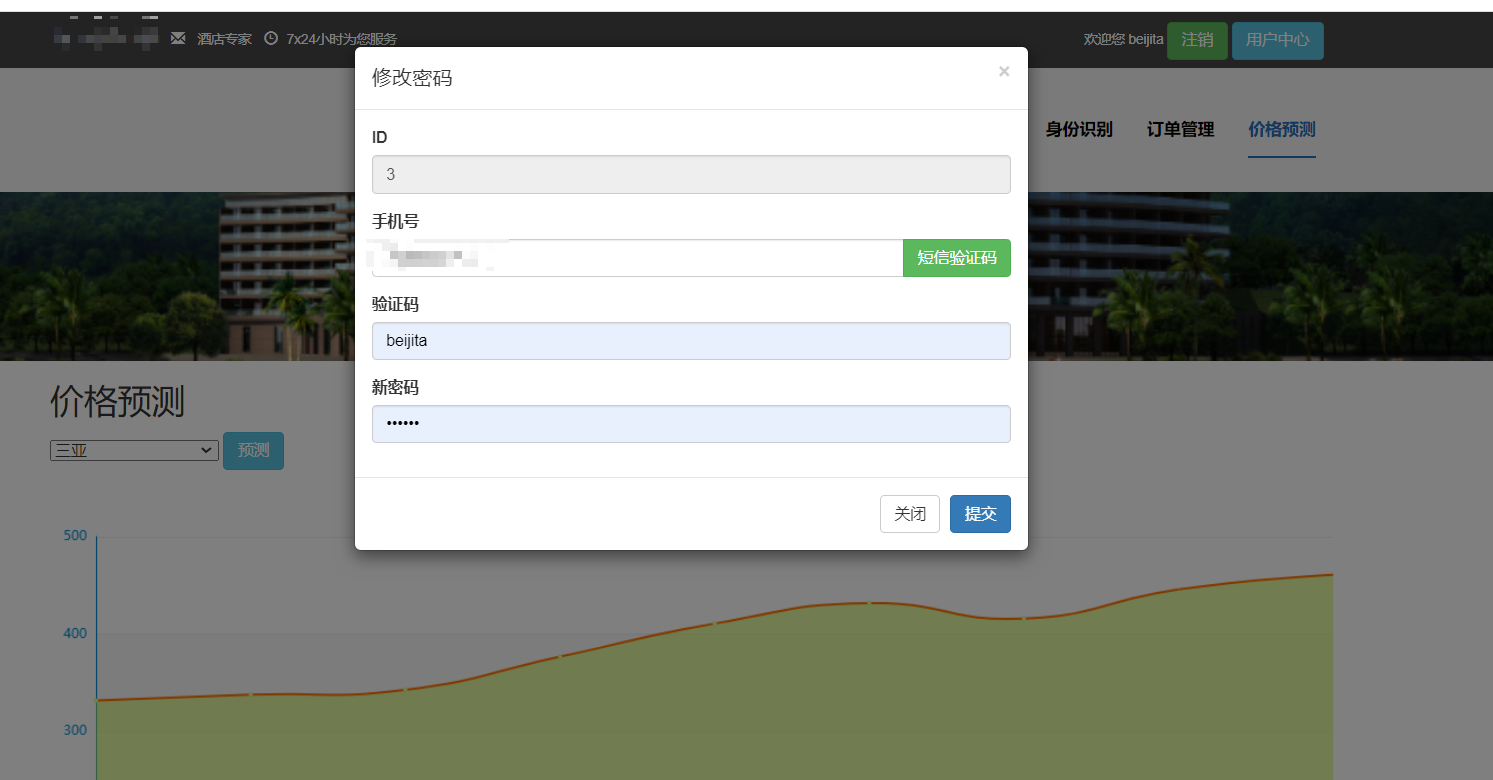 酒店专家 7x24小时为您服务 欢迎您 beijita 注销 用户中心
修改密码 ×
身份识别 订单管理 价格预测
ID
3
手机号
短信验证码
验证码
beijita
新密码
••••••
关闭 提交
价格预测
三亚 预测
500
400
300